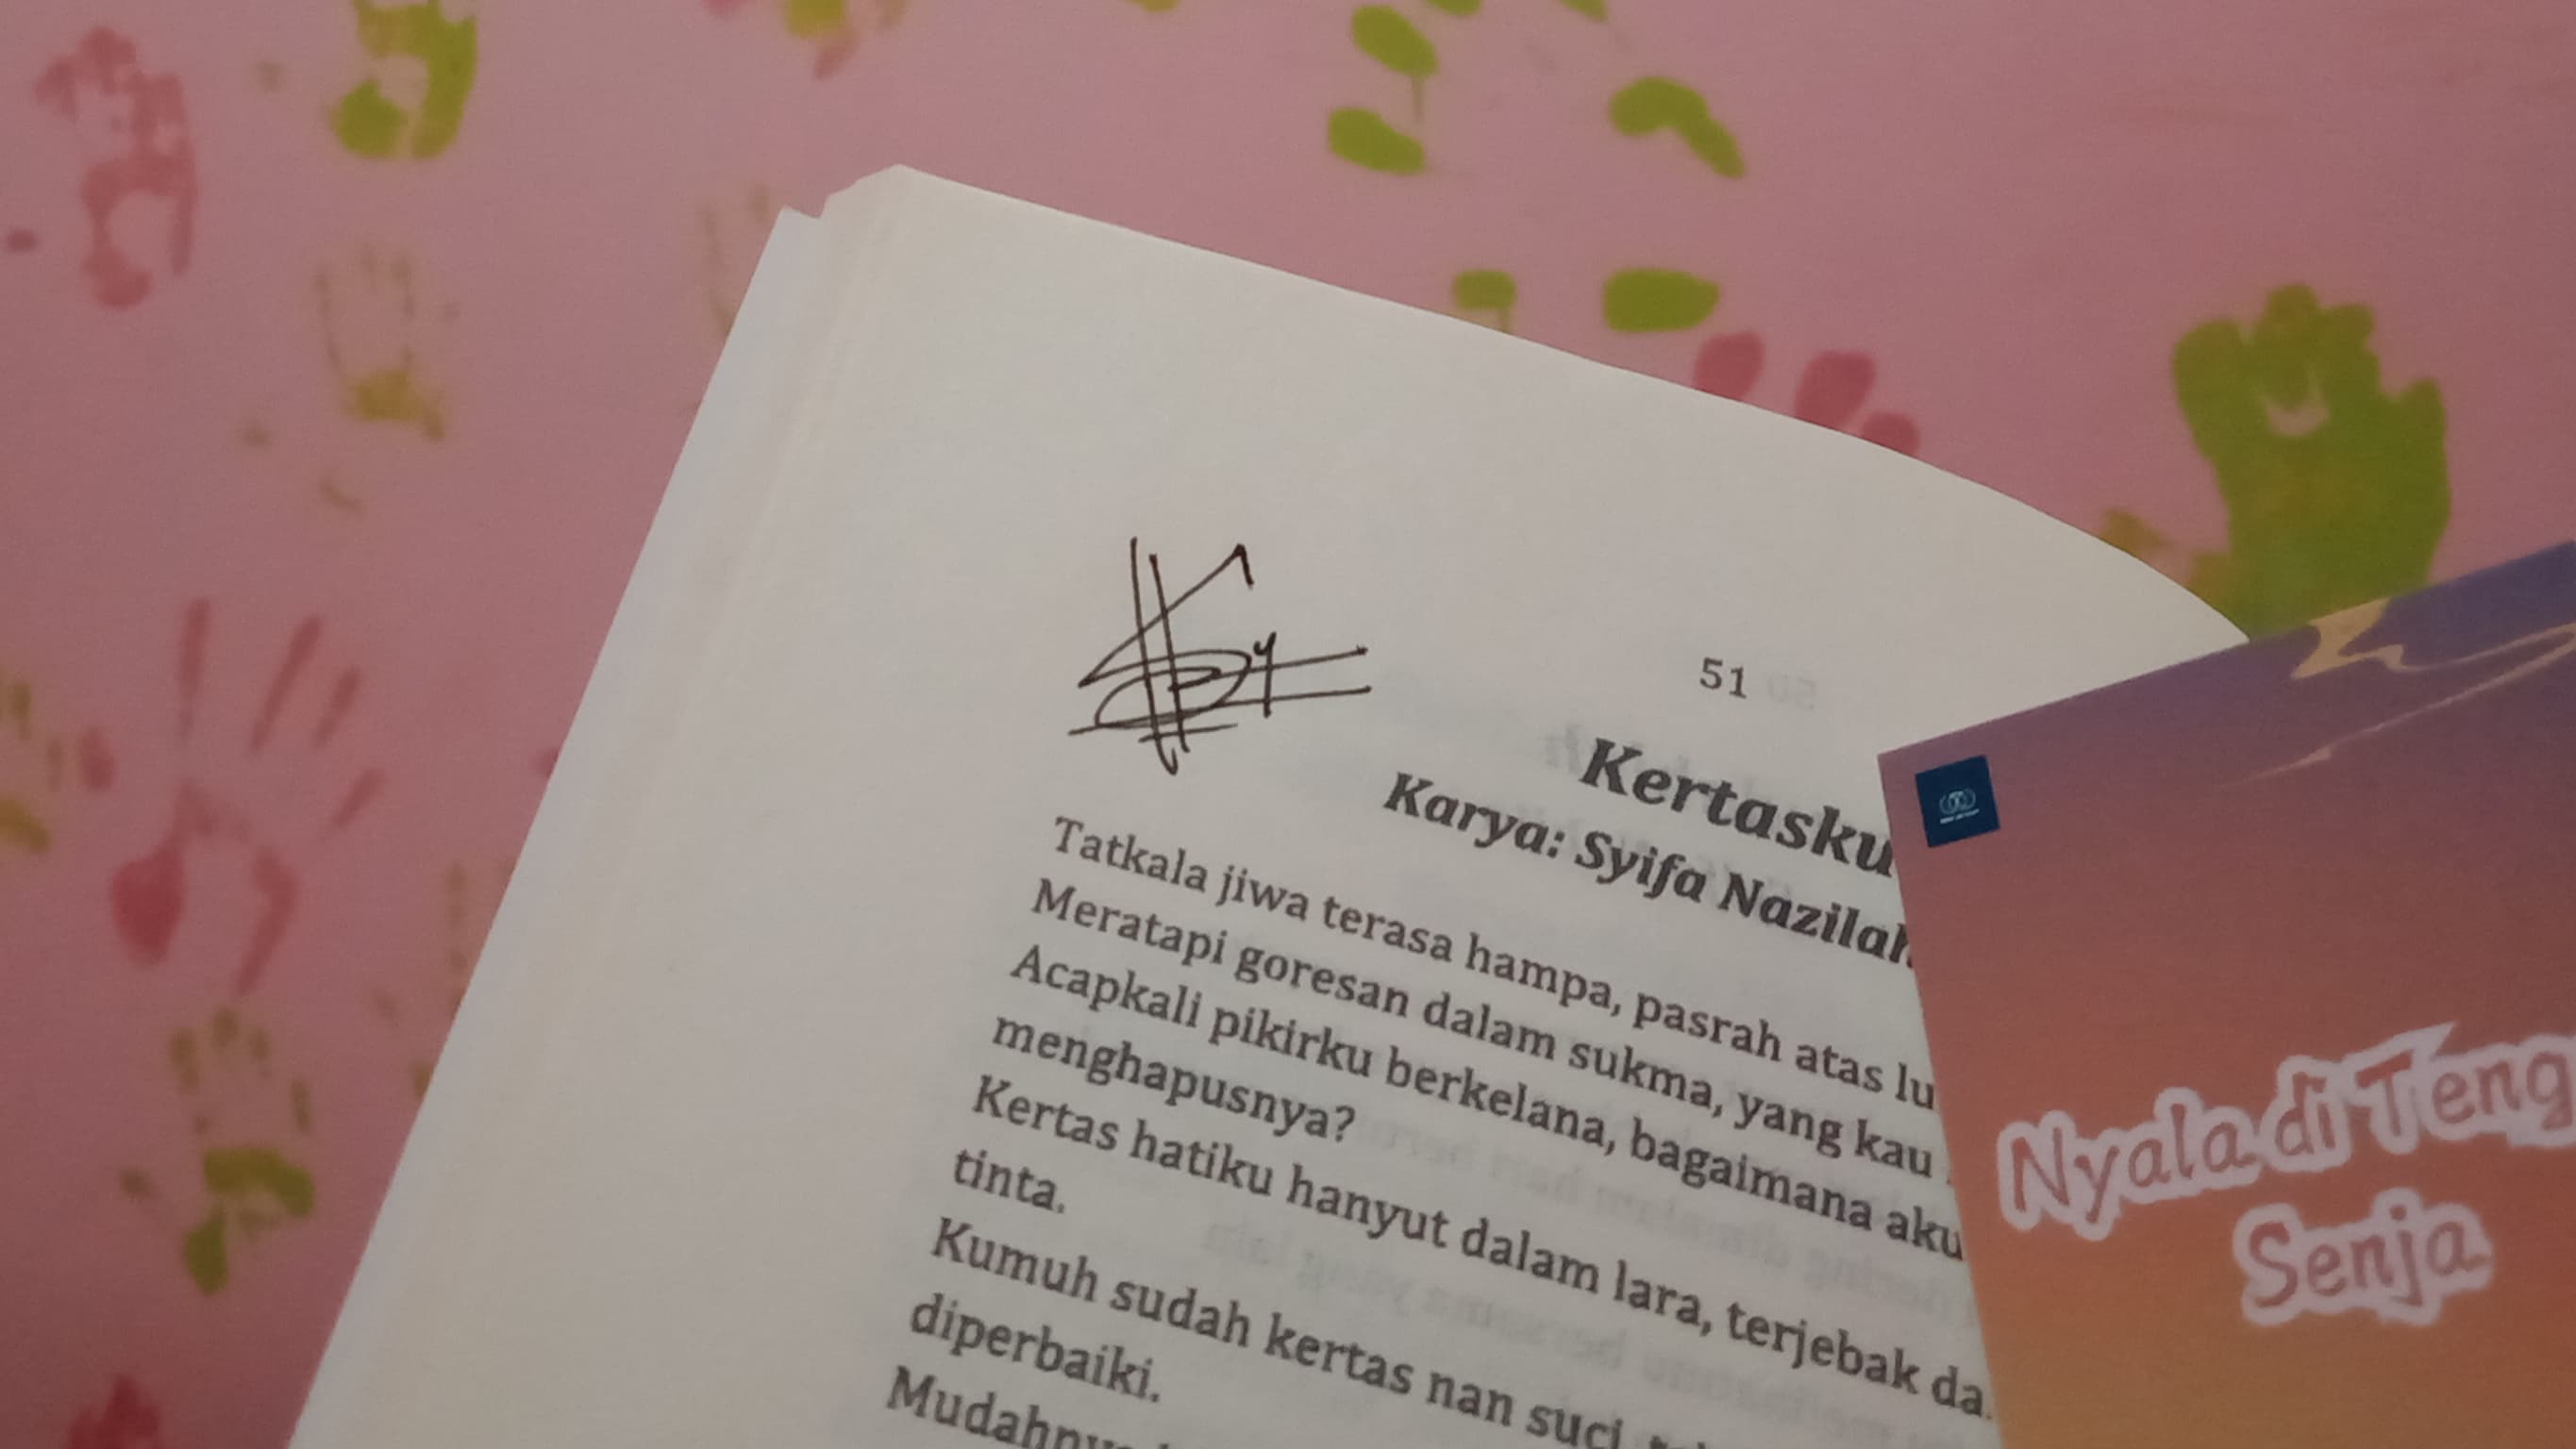 51
Kertasku
Karya: Syifa Nazilah
Tatkala jiwa terasa hampa, pasrah atas
Meratapi goresan dalam sukma, yang kau
Acapkali pikirku berkelana, bagaimana aku
menghapusnya?
Kertas hatiku hanyut dalam lara, terjebak
tinta.
Kumuh sudah kertas nan suci
diperbaiki.
Nyala di Teng
Senja